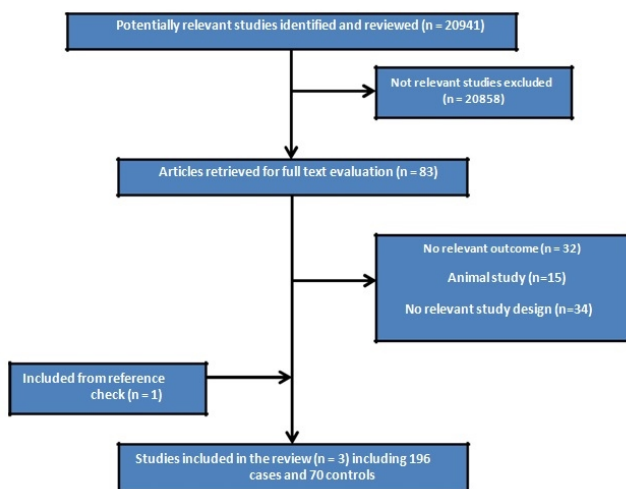 Potentially relevant studies identified and reviewed (n = 20941)
Not relevant studies excluded
(n = 20858)
Articles retrieved for full text evaluation (n = 83)
No relevant outcome (n = 32)
Animal study (n=15)
No relevant study design (n=34)
Included from reference
check (n = 1)
Studies included in the review (n = 3) including 196
cases and 70 controls